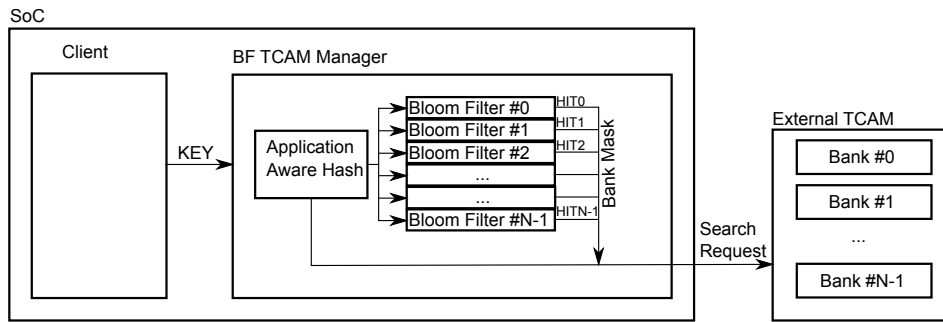 SoC
Client
BF TCAM Manager
KEY
Application
Aware Hash
Bloom Filter #0
Bloom Filter #1
Bloom Filter #2
...
...
Bloom Filter #N-1
HIT0
HIT1
HIT2
HITN-1
Bank Mask
Search
Request
External TCAM
Bank #0
Bank #1
...
Bank #N-1